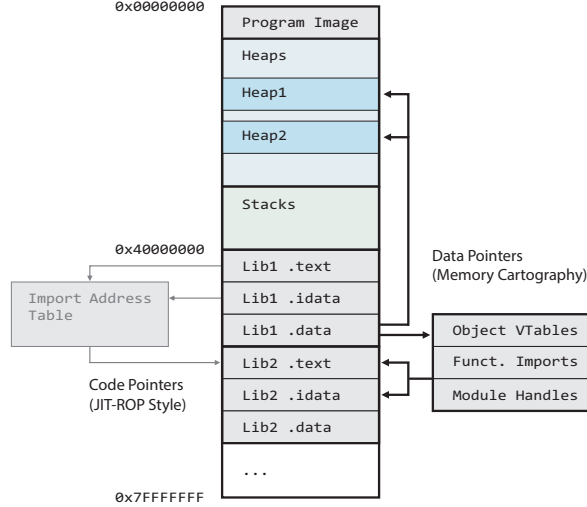 0x00000000
Program Image
Heaps
Heap1
Heap2
Stacks
0x40000000
Lib1 .text
Lib1 .idata
Lib1 .data
Lib2 .text
Lib2 .idata
Lib2 .data
...
0x7FFFFFFF
Import Address
Table
Code Pointers
(JIT-ROP Style)
Data Pointers
(Memory Cartography)
Object VTables
Funct. Imports
Module Handles